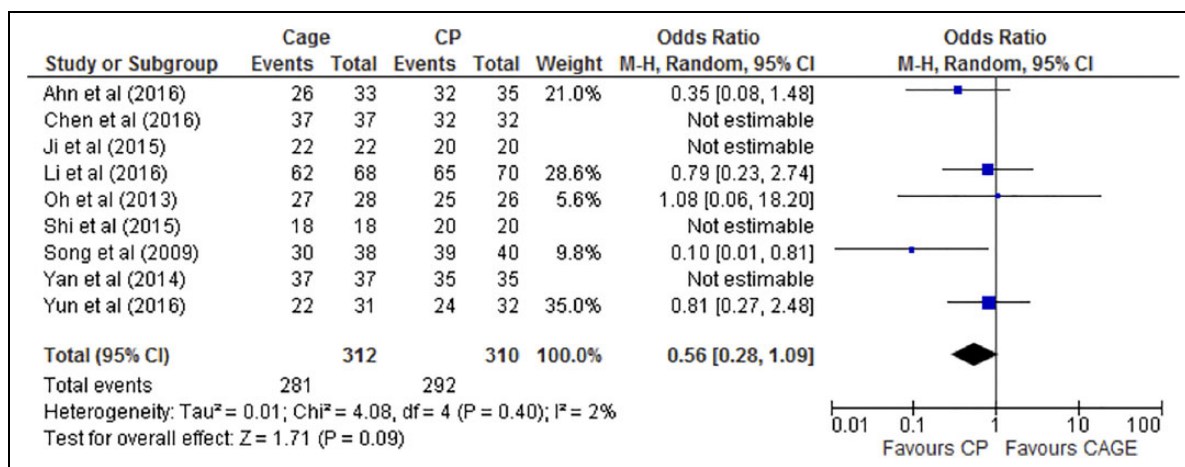 Cage CP Odds Ratio Odds Ratio
Study or Subgroup Events Total Events Total Weight M-H, Random, 95% CI M-H, Random, 95% CI
Ahn et al (2016) 26 33 32 35 21.0% 0.35 [0.08, 1.48]
Chen et al (2016) 37 37 32 32 Not estimable
Ji et al (2015) 22 22 20 20 Not estimable
Li et al (2016) 62 68 65 70 28.6% 0.79 [0.23, 2.74]
Oh et al (2013) 27 28 25 26 5.6% 1.08 [0.06, 18.20]
Shi et al (2015) 18 18 20 20 Not estimable
Song et al (2009) 30 38 39 40 9.8% 0.10 [0.01, 0.81]
Yan et al (2014) 37 37 35 35 Not estimable
Yun et al (2016) 22 31 24 32 35.0% 0.81 [0.27, 2.48]
Total (95% CI) 312 310 100.0% 0.56 [0.28, 1.09]
Total events 281 292
Heterogeneity: Tau² = 0.01; Chi² = 4.08, df = 4 (P = 0.40); I² = 2%
Test for overall effect: Z = 1.71 (P = 0.09)
0.01 0.1 1 10 100
Favours CP Favours CAGE